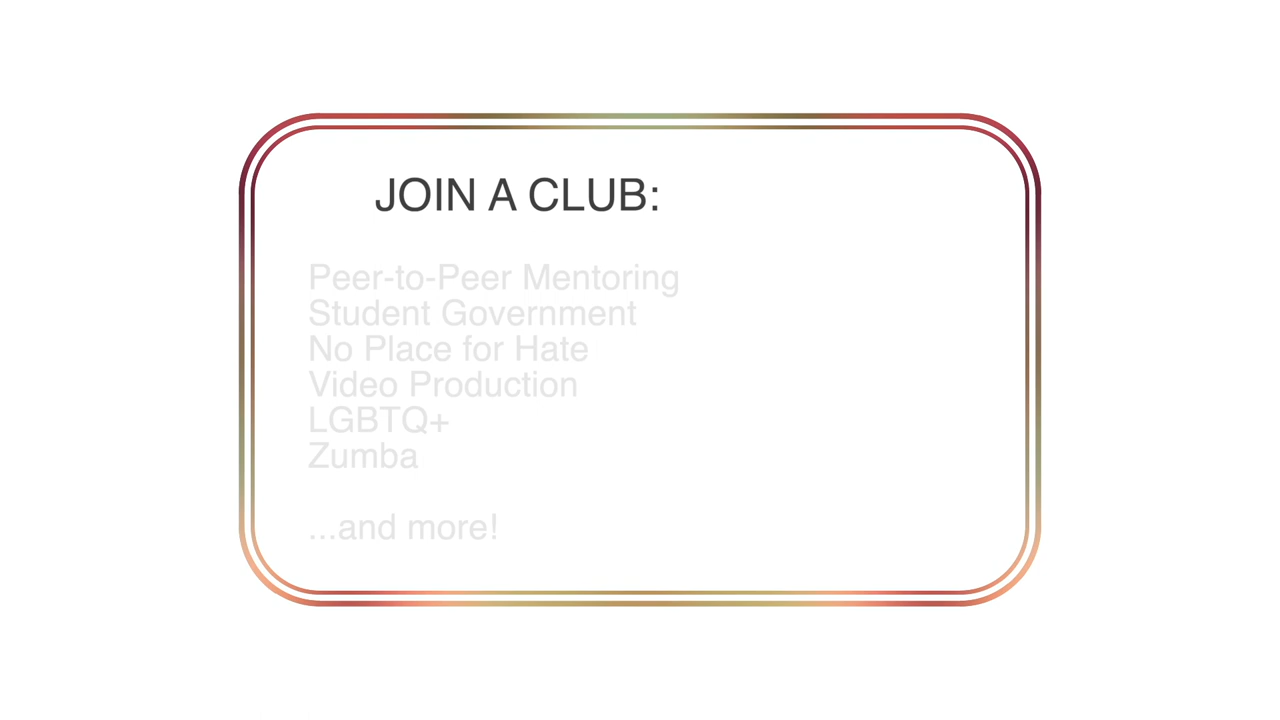 JOIN A CLUB:
Peer-to-Peer Mentoring
Student Government
No Place for Hate
Video Production
LGBTQ+
Zumba
...and more!